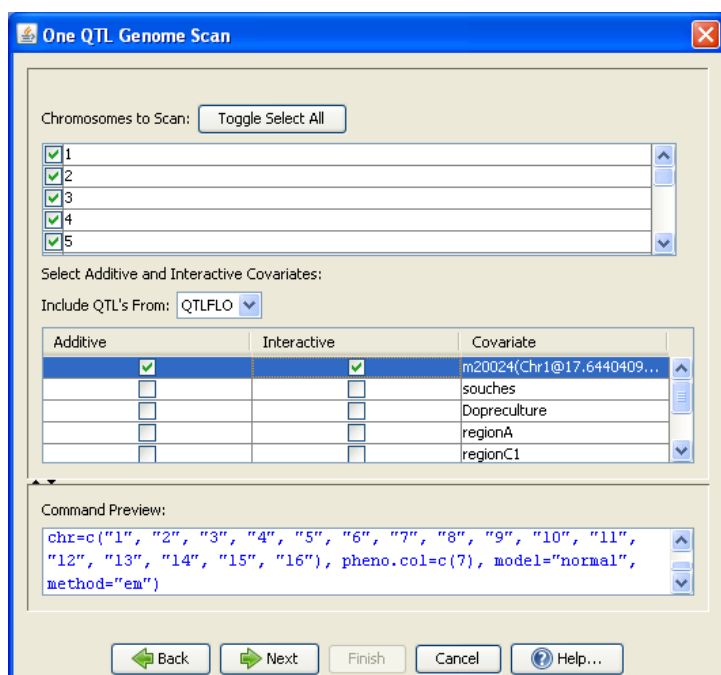 One QTL Genome Scan
Chromosomes to Scan: Toggle Select All
1
2
3
4
5
Select Additive and Interactive Covariates:
Include QTL's From: QTLFLO
Additive Interactive Covariate
m20024(Chr1@17.6440409...
souches
Dopreculture
regionA
regionC1
Command Preview:
chr=c("1", "2", "3", "4", "5", "6", "7", "8", "9", "10", "11",
"12", "13", "14", "15", "16"), pheno.col=c(7), model="normal",
method="em")
Back Next Finish Cancel Help...